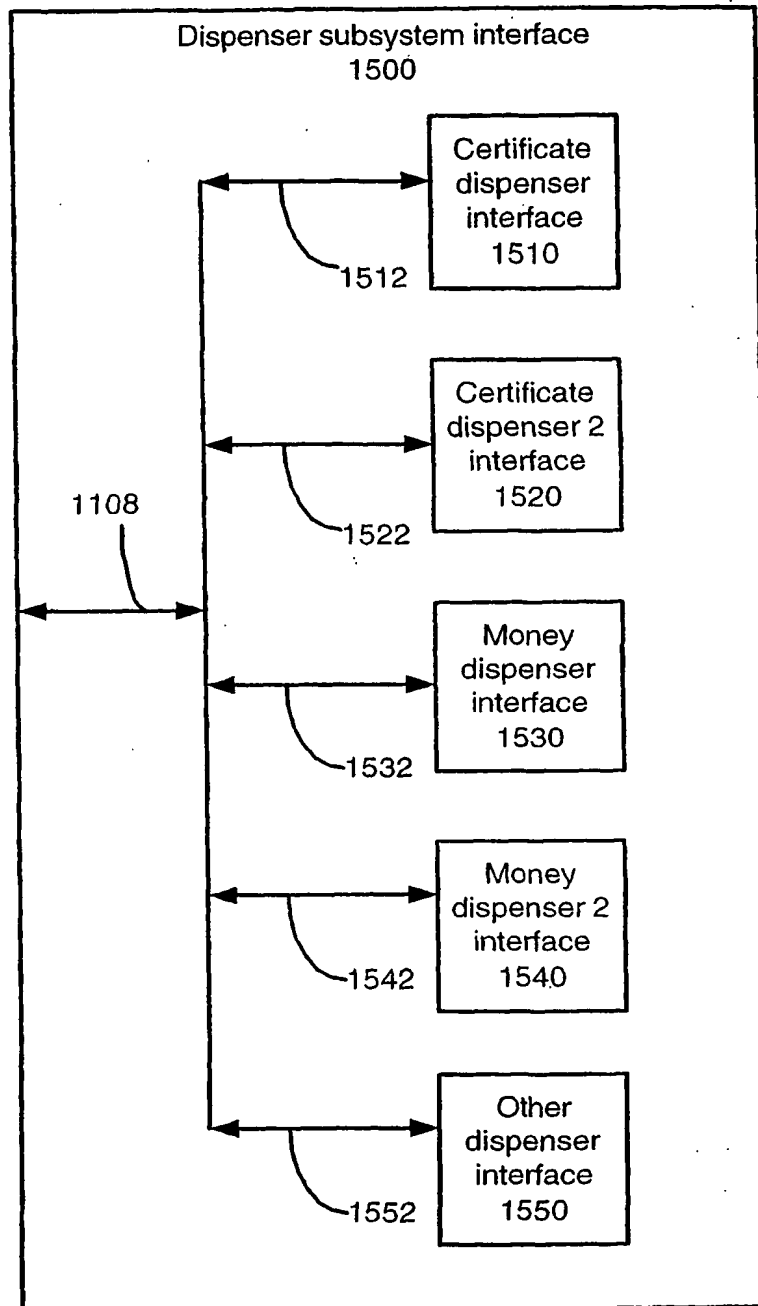 Dispenser subsystem interface
1500
Certificate
dispenser
interface
1510
1512
Certificate
dispenser 2
interface
1520
1522
1108
Money
dispenser
interface
1530
1532
Money
dispenser 2
interface
1540
1542
Other
dispenser
interface
1550
1552